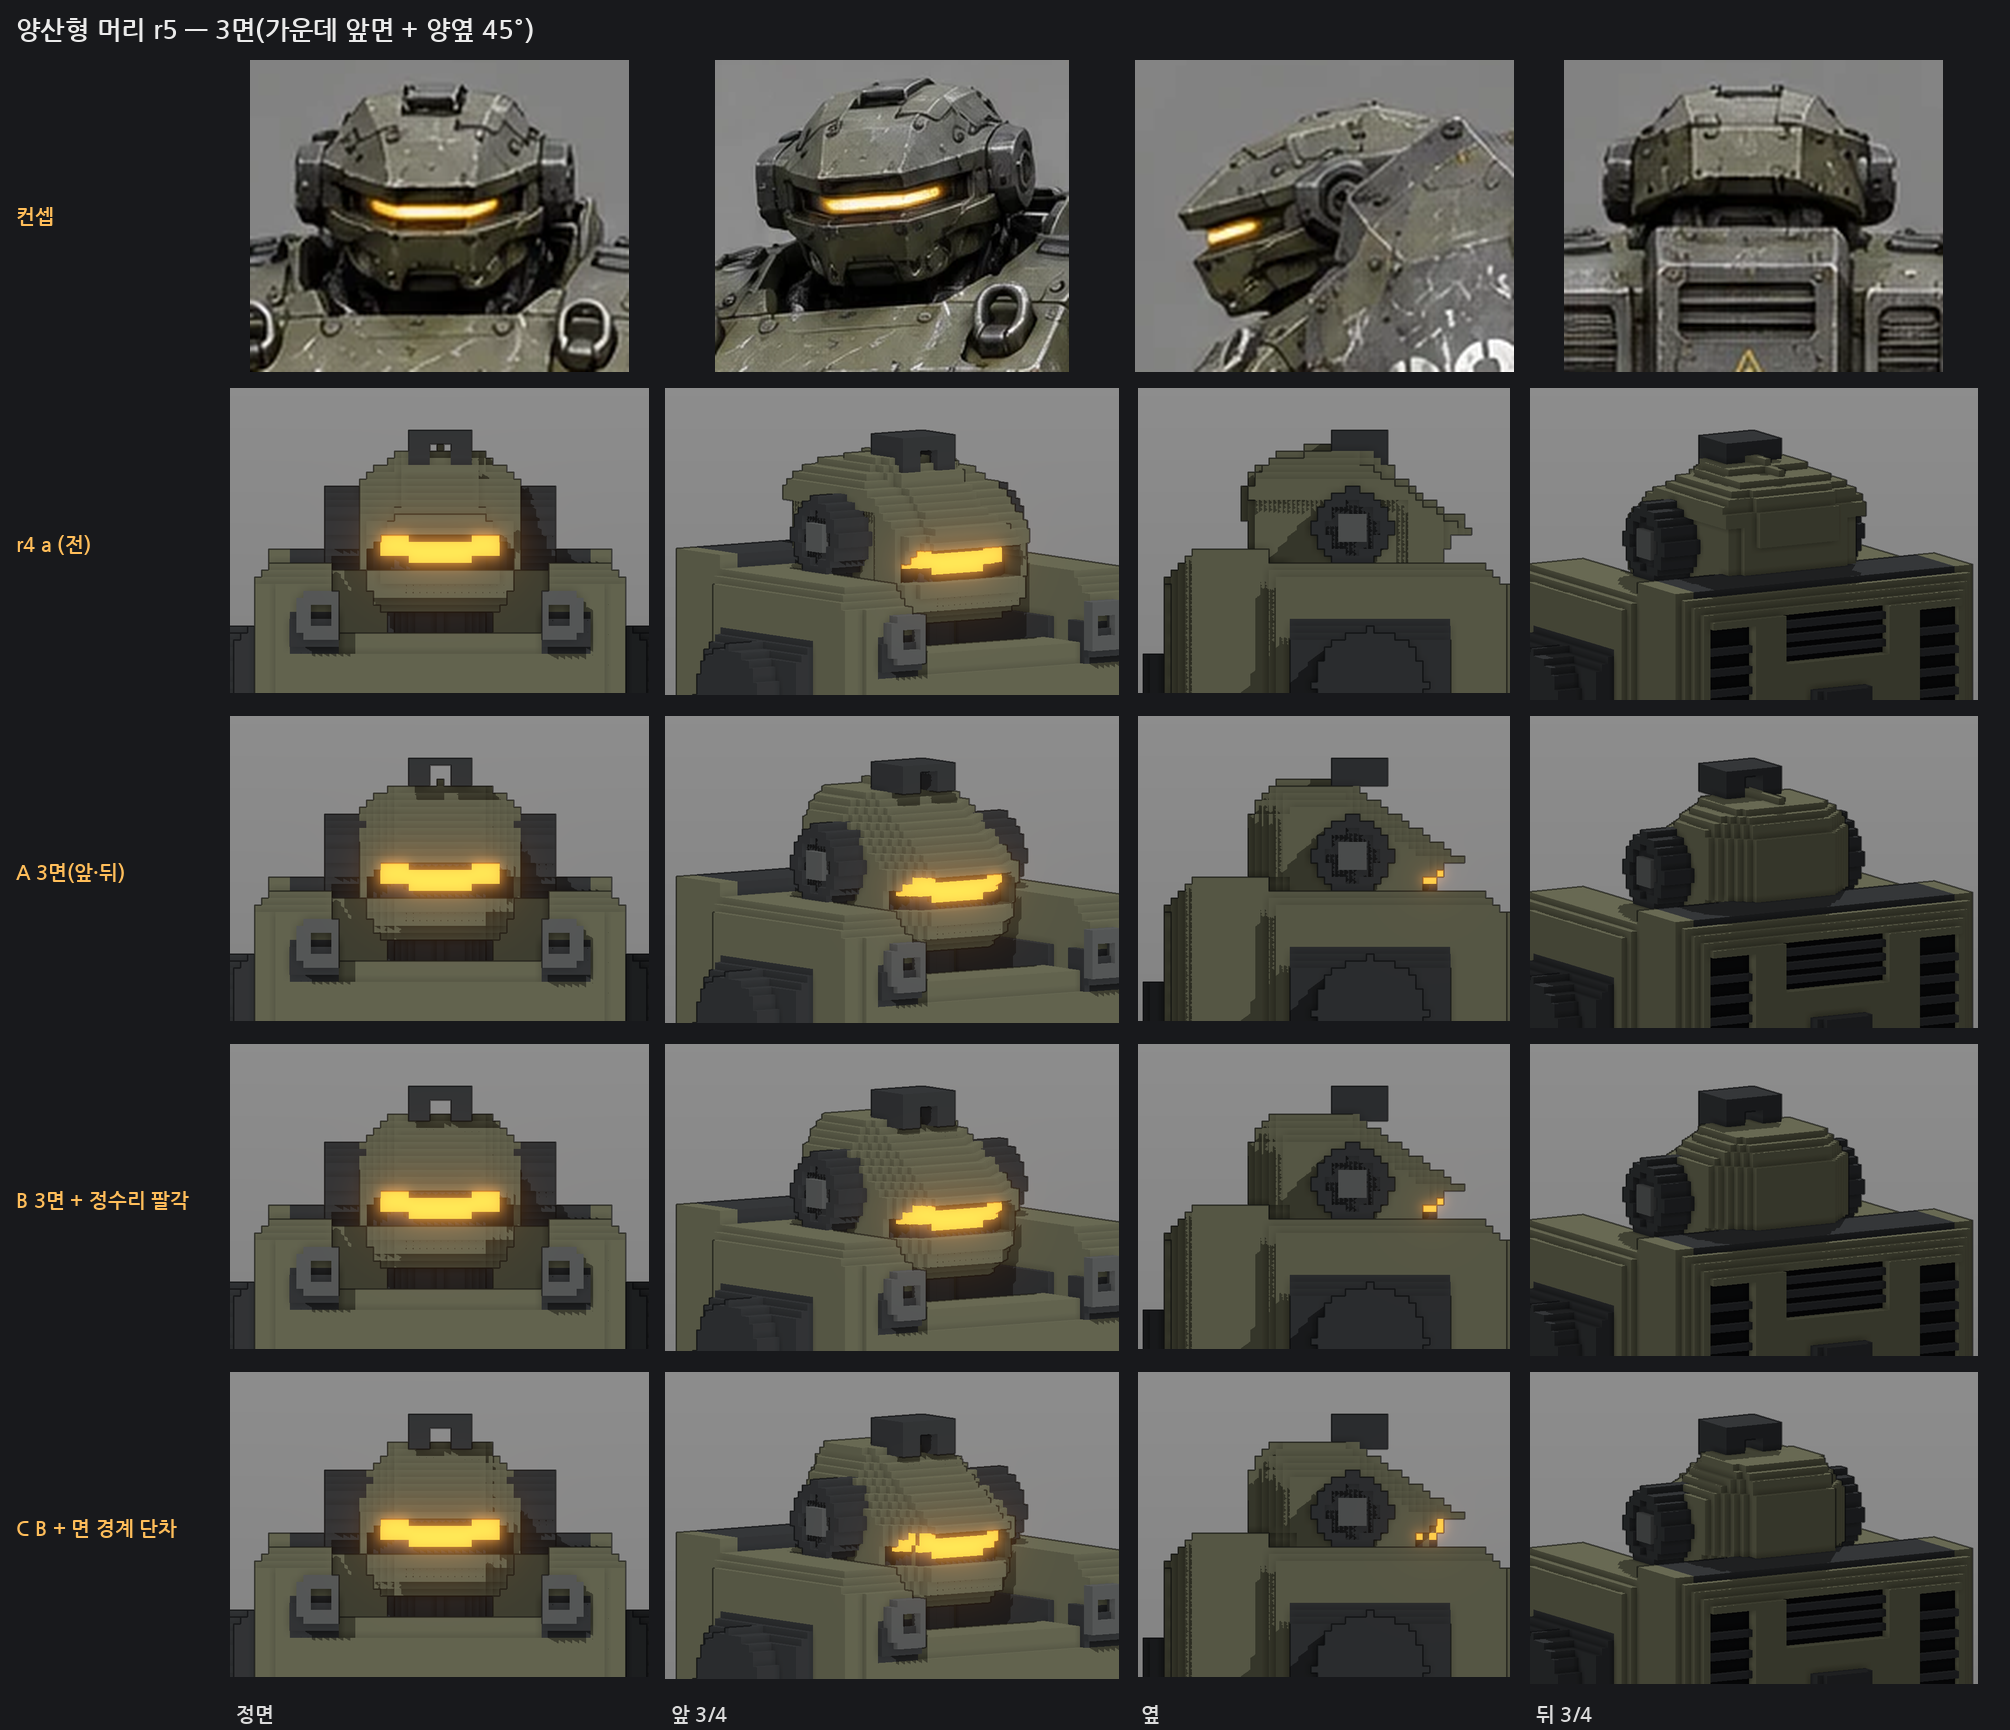 양산형 머리 r5 — 3면(가운데 앞면 + 양옆 45°)
컨셉
r4 a (전)
A 3면(앞·뒤)
B 3면 + 정수리 팔각
C B + 면 경계 단차
정면
앞 3/4
옆
뒤 3/4